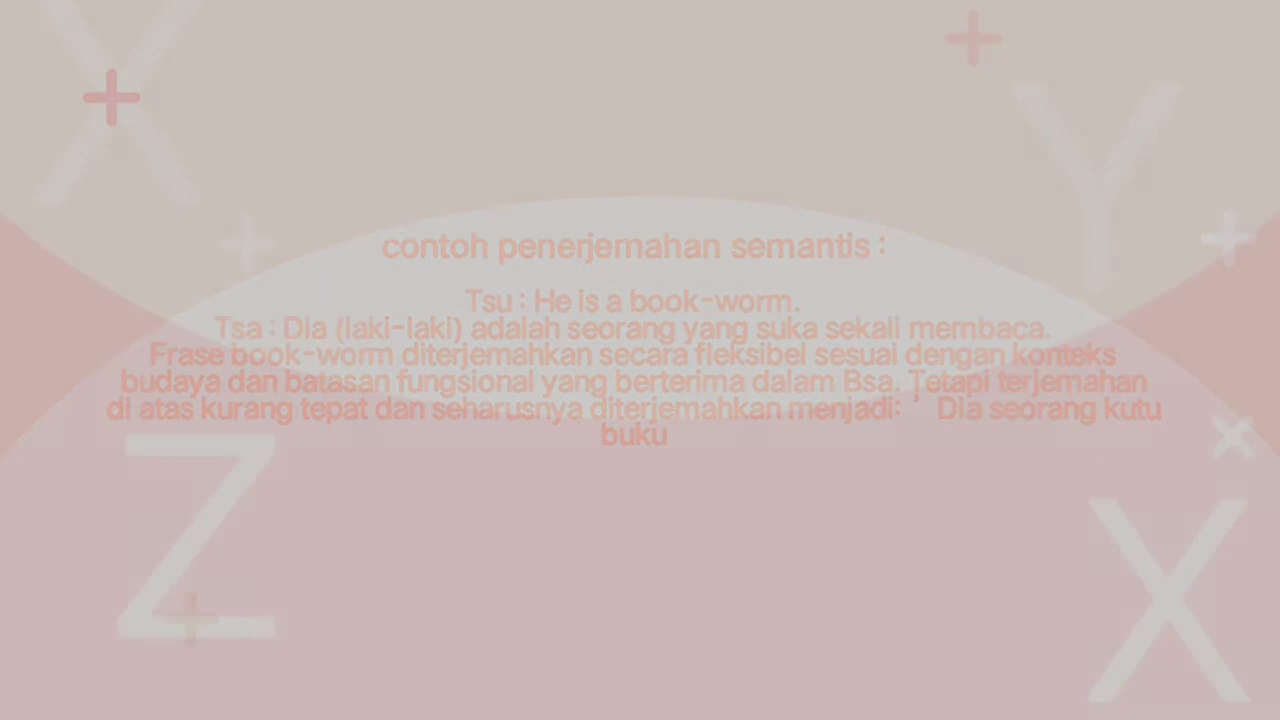 X
Y
contoh penerjemahan semantis :
Tsu : He is a book-worm.
Tsa : Dia (laki-laki) adalah seorang yang suka sekali membaca.
Frase book-worm diterjemahkan secara fleksibel sesuai dengan konteks
budaya dan batasan fungsional yang berterima dalam Bsa. Tetapi terjemahan
di atas kurang tepat dan seharusnya diterjemahkan menjadi: ' Dia seorang kutu
buku
Z
X